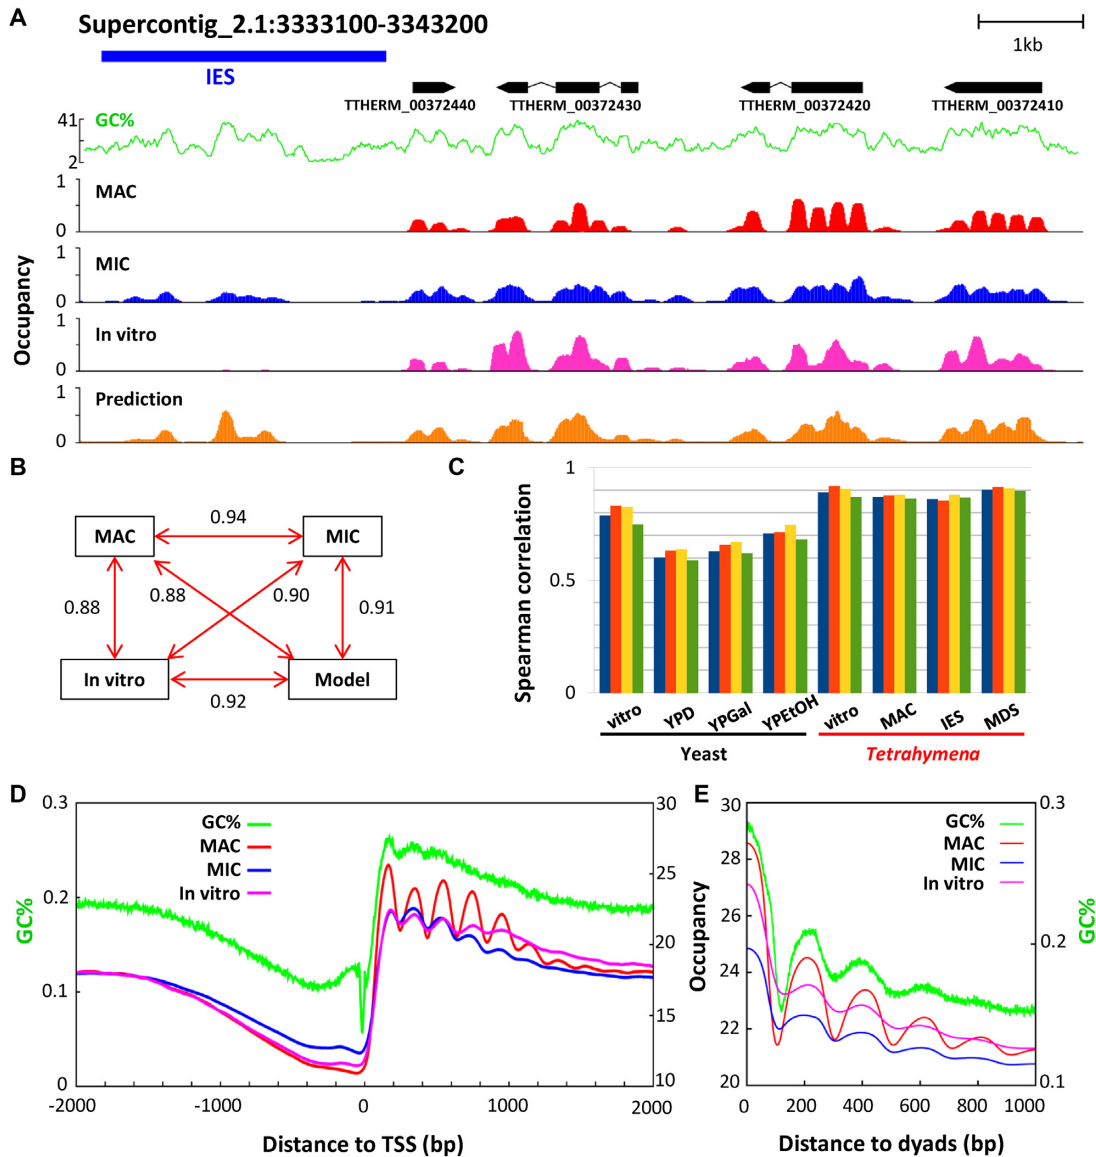 A
Supercontig_2.1:3333100-3343200
1kb
IES
TTHERM_00372440
TTHERM_00372430
TTHERM_00372420
TTHERM_00372410
GC%
41
2
Occupancy
1
MAC
0
1
MIC
0
1
In vitro
0
1
Prediction
0
B
MAC
0.94
MIC
0.88
0.88
0.90
0.91
In vitro
0.92
Model
C
Spearman correlation
1
0.5
0
vitro
YPD
YPGal
YPEtOH
vitro
MAC
IES
MDS
Yeast
Tetrahymena
D
GC%
0.3
0.2
0.1
0
GC%
MAC
MIC
In vitro
30
25
20
15
10
-2000
-1000
0
1000
2000
Distance to TSS (bp)
E
Occupancy
30
28
26
24
22
20
GC%
MAC
MIC
In vitro
0.3
0.2
0.1
GC%
0
200
400
600
800
1000
Distance to dyads (bp)